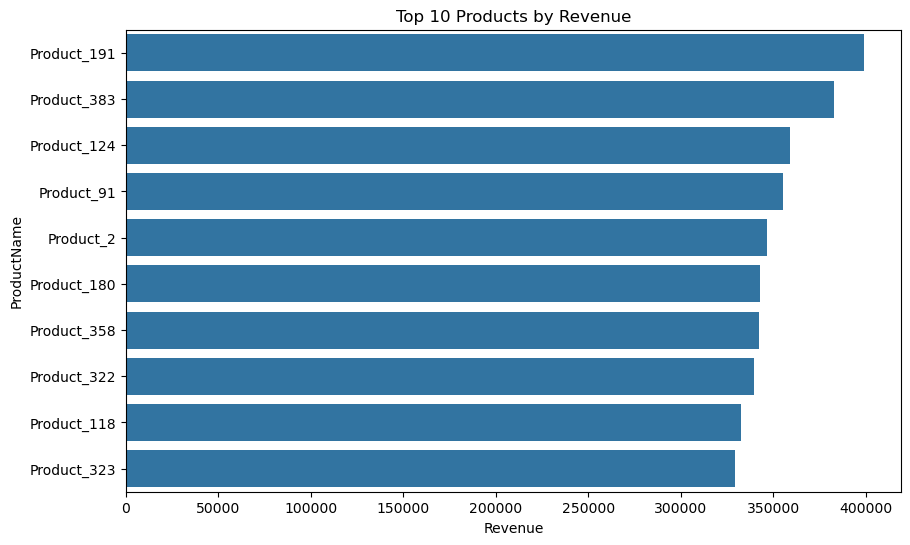 Top 10 Products by Revenue
ProductName
Product_191
Product_383
Product_124
Product_91
Product_2
Product_180
Product_358
Product_322
Product_118
Product_323
0 50000 100000 150000 200000 250000 300000 350000 400000
Revenue